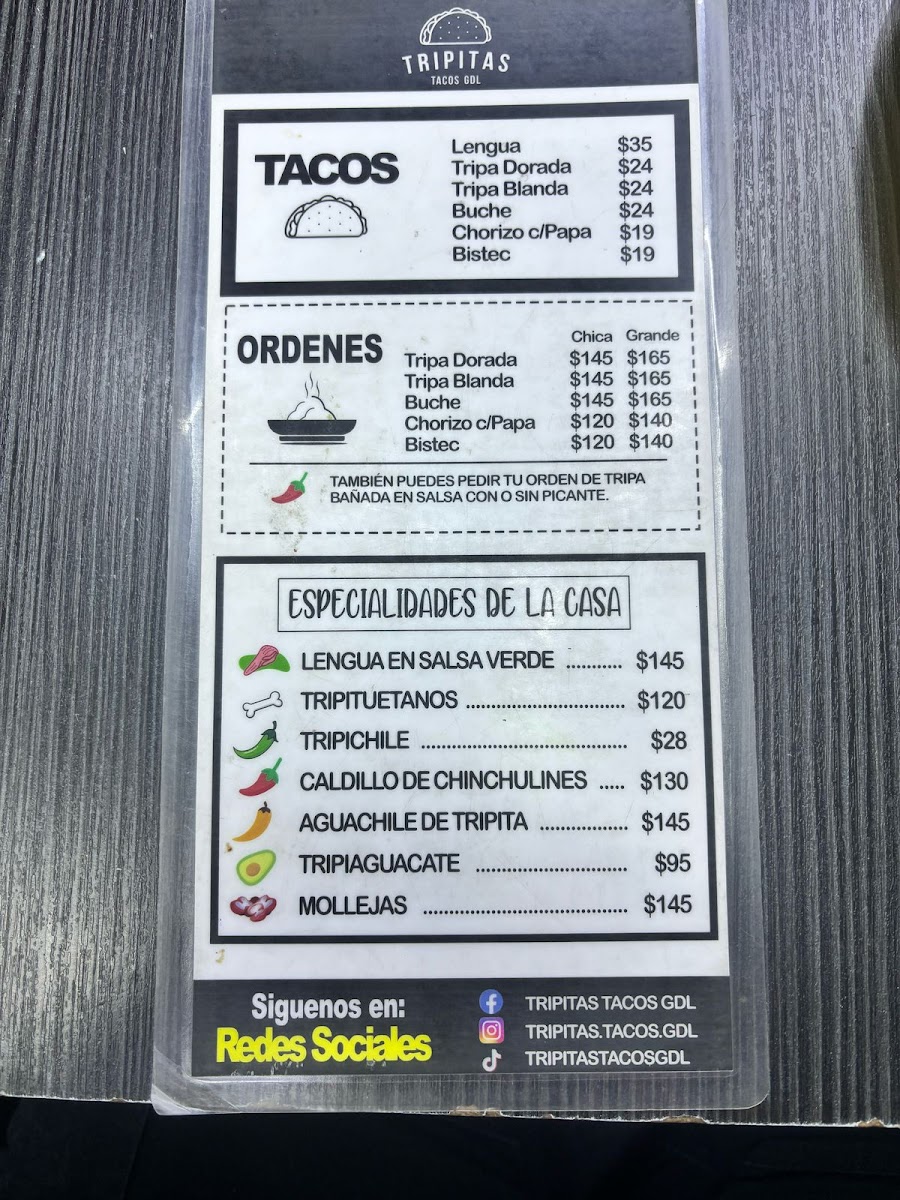 TRIPITAS
TACOS GDL
TACOS
Lengua $35
Tripa Dorada $24
Tripa Blanda $24
Buche $24
Chorizo c/Papa $19
Bistec $19
ORDENES
Chica Grande
Tripa Dorada $145 $165
Tripa Blanda $145 $165
Buche $145 $165
Chorizo c/Papa $120 $140
Bistec $120 $140
TAMBIÉN PUEDES PEDIR TU ORDEN DE TRIPA
BAÑADA EN SALSA CON O SIN PICANTE.
ESPECIALIDADES DE LA CASA
LENGUA EN SALSA VERDE ........... $145
TRIPITUETANOS ................................ $120
TRIPICHILE .......................................... $28
CALDILLO DE CHINCHULINES ..... $130
AGUACHILE DE TRIPITA .................. $145
TRIPIAGUACATE ............................... $95
MOLLEJAS .......................................... $145
Siguenos en:
Redes Sociales
TRIPITAS TACOS GDL
TRIPITAS.TACOS.GDL
TRIPITASTACOSGDL